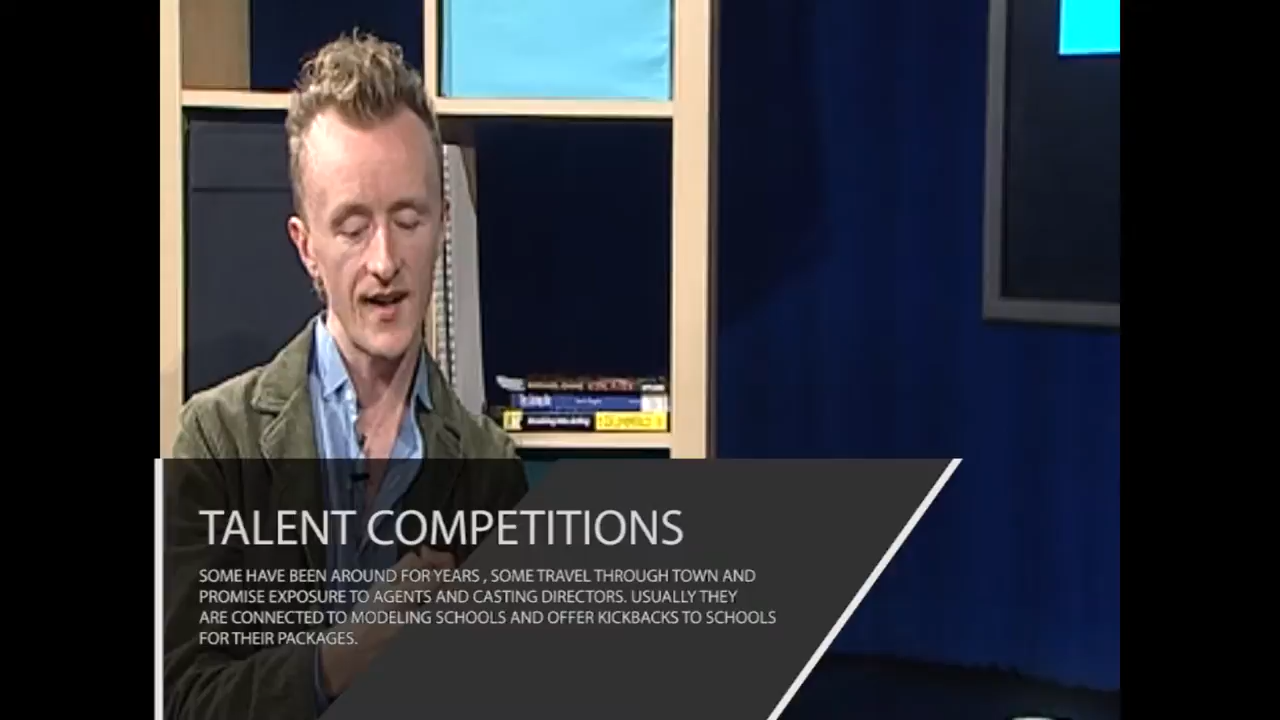 TALENT COMPETITIONS
SOME HAVE BEEN AROUND FOR YEARS , SOME TRAVEL THROUGH TOWN AND
PROMISE EXPOSURE TO AGENTS AND CASTING DIRECTORS. USUALLY THEY
ARE CONNECTED TO MODELING SCHOOLS AND OFFER KICKBACKS TO SCHOOLS
FOR THEIR PACKAGES.